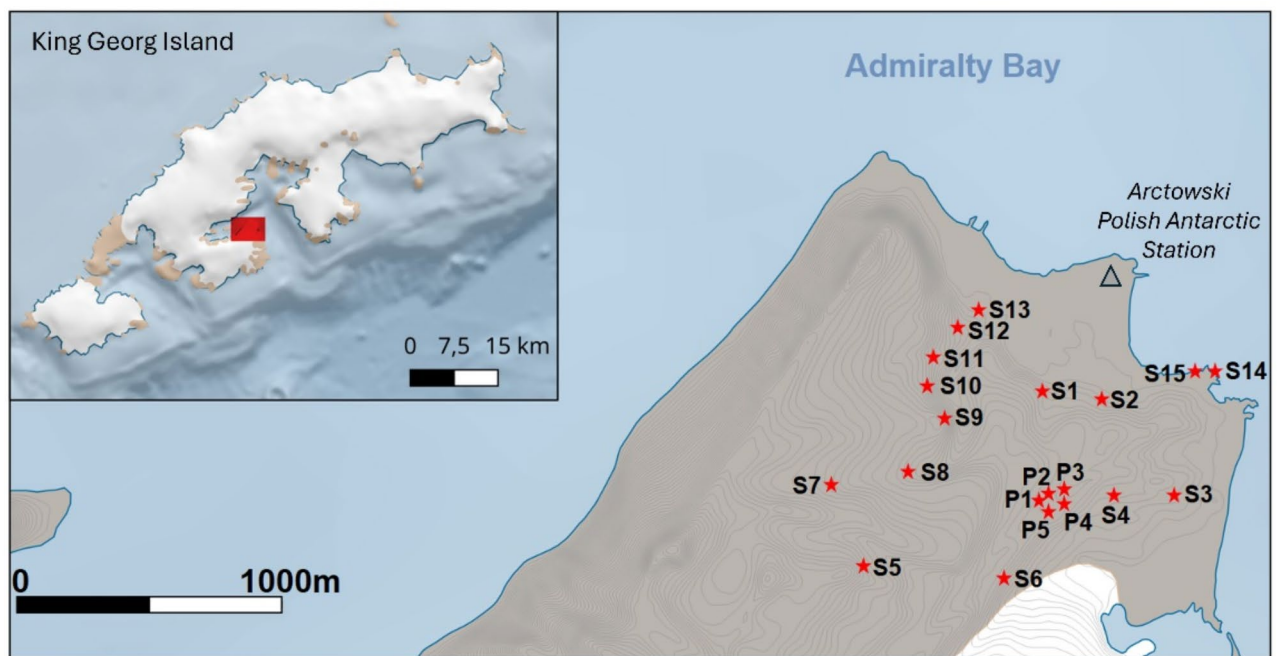 King Georg Island
Admiralty Bay
Arctowski
Polish Antarctic
Station
0 7,5 15 km
S13
S12
S11
S10
S9
S15
S14
S1
S2
S8
S7
P2
P3
P1
S4
S3
P4
P5
S5
S6
0 1000m